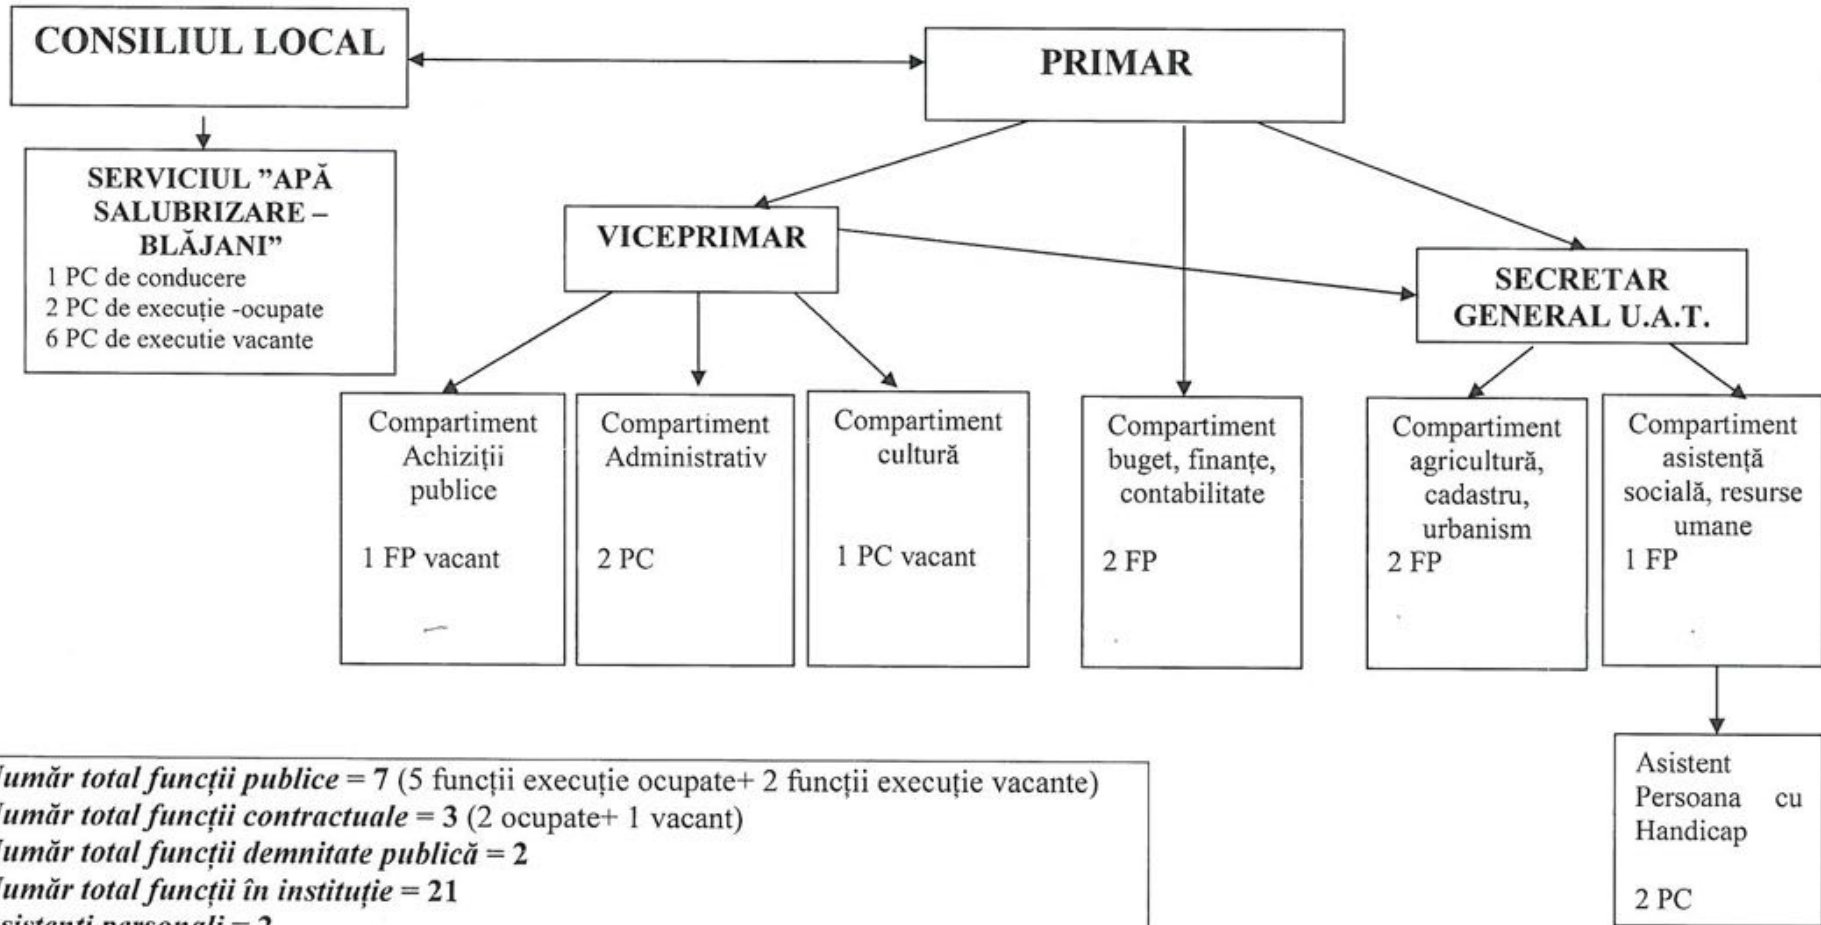 CONSILIUL LOCAL
PRIMAR
SERVICIUL ”APĂ
SALUBRIZARE –
BLĂJANI”
1 PC de conducere
2 PC de execuție -ocupate
6 PC de executie vacante
VICEPRIMAR
SECRETAR
GENERAL U.A.T.
Compartiment
Achiziții
publice
1 FP vacant
Compartiment
Administrativ
2 PC
Compartiment
cultură
1 PC vacant
Compartiment
buget, finanțe,
contabilitate
2 FP
Compartiment
agricultură,
cadastru,
urbanism
2 FP
Compartiment
asistență
socială, resurse
umane
1 FP
Asistent
Persoana cu
Handicap
2 PC
umăr total funcții publice = 7 (5 funcții execuție ocupate+ 2 funcții execuție vacante)
umăr total funcții contractuale = 3 (2 ocupate+ 1 vacant)
umăr total funcții demnitate publică = 2
umăr total funcții în instituție = 21